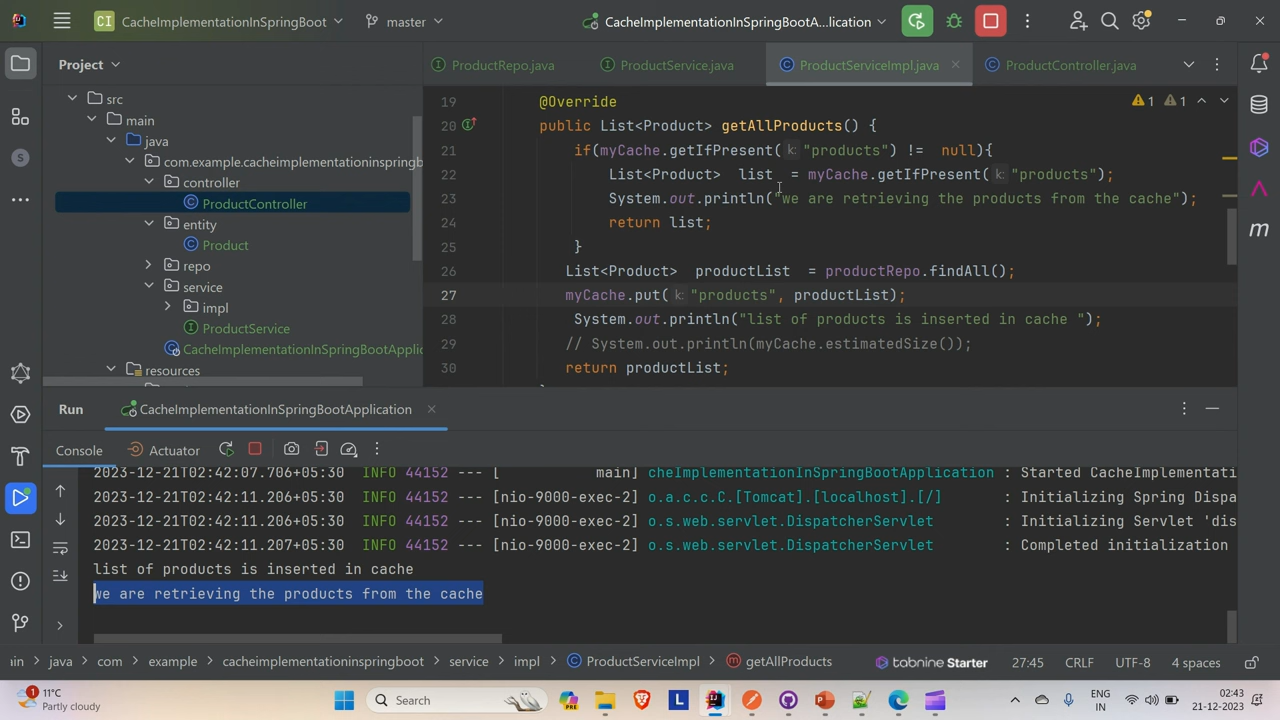 CI CacheImplementationInSpringBoot master CacheImplementationInSpringBootA...lication
Project
ProductRepo.java ProductService.java ProductServiceImpl.java ProductController.java
src
main
java
com.example.cacheimplementationinspringb
controller
ProductController
entity
Product
repo
service
impl
ProductService
CacheImplementationInSpringBootApplic
resources
1 1
19 @Override
20 public List<Product> getAllProducts() {
21 if(myCache.getIfPresent( k: "products") != null){
22 List<Product> list = myCache.getIfPresent( k: "products");
23 System.out.println("we are retrieving the products from the cache");
24 return list;
25 }
26 List<Product> productList = productRepo.findAll();
27 myCache.put( k: "products", productList);
28 System.out.println("list of products is inserted in cache ");
29 // System.out.println(myCache.estimatedSize());
30 return productList;
Run CacheImplementationInSpringBootApplication
Console Actuator
2023-12-21T02:42:07.706+05:30 INFO 44152 --- [ main] cheImplementationInSpringBootApplication : Started CacheImplementati
2023-12-21T02:42:11.206+05:30 INFO 44152 --- [nio-9000-exec-2] o.a.c.c.C.[Tomcat].[localhost].[/] : Initializing Spring Dispa
2023-12-21T02:42:11.206+05:30 INFO 44152 --- [nio-9000-exec-2] o.s.web.servlet.DispatcherServlet : Initializing Servlet 'dis
2023-12-21T02:42:11.207+05:30 INFO 44152 --- [nio-9000-exec-2] o.s.web.servlet.DispatcherServlet : Completed initialization
list of products is inserted in cache
we are retrieving the products from the cache
ain > java > com > example > cacheimplementationinspringboot > service > impl > ProductServiceImpl > getAllProducts tabnine Starter 27:45 CRLF UTF-8 4 spaces
1 11°C
Partly cloudy
Search
ENG
IN
02:43
21-12-2023